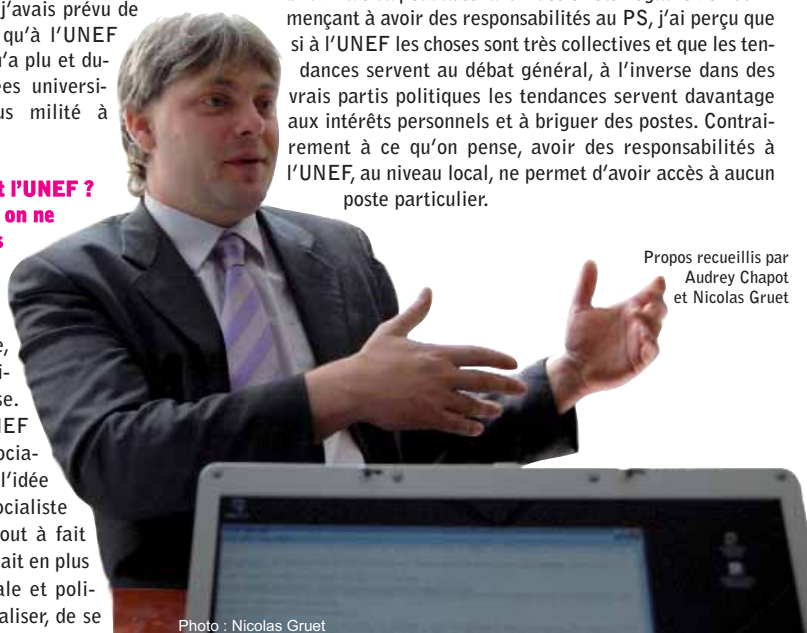 j'avais prévu de
qu'à l'UNEF
n'a plu et du-
ées universi-
us milité à
t l'UNEF ?
on ne
s
e,
i-
se.
NEF
ocia-
l'idée
ocialiste
out à fait
ait en plus
ale et poli-
aliser, de se
mençant à avoir des responsabilités au PS, j'ai perçu que
si à l'UNEF les choses sont très collectives et que les ten-
dances servent au débat général, à l'inverse dans des
vrais partis politiques les tendances servent davantage
aux intérêts personnels et à briguer des postes. Contrai-
rement à ce qu'on pense, avoir des responsabilités à
l'UNEF, au niveau local, ne permet d'avoir accès à aucun
poste particulier.
Propos recueillis par
Audrey Chapot
et Nicolas Gruet
Photo : Nicolas Gruet